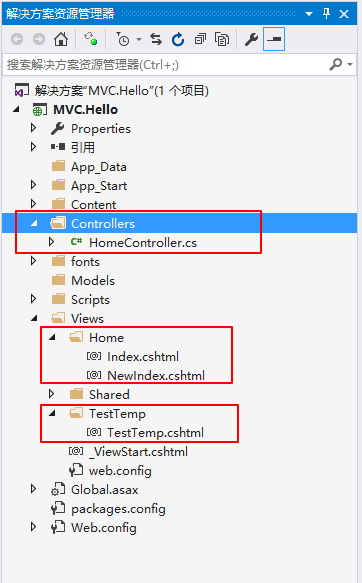 解决方案资源管理器
搜索解决方案资源管理器(Ctrl+;)
解决方案"MVC.Hello"(1 个项目)
MVC.Hello
Properties
引用
App_Data
App_Start
Content
Controllers
C# HomeController.cs
fonts
Models
Scripts
Views
Home
[@] Index.cshtml
[@] NewIndex.cshtml
Shared
TestTemp
[@] TestTemp.cshtml
[@] _ViewStart.cshtml
web.config
Global.asax
packages.config
Web.config